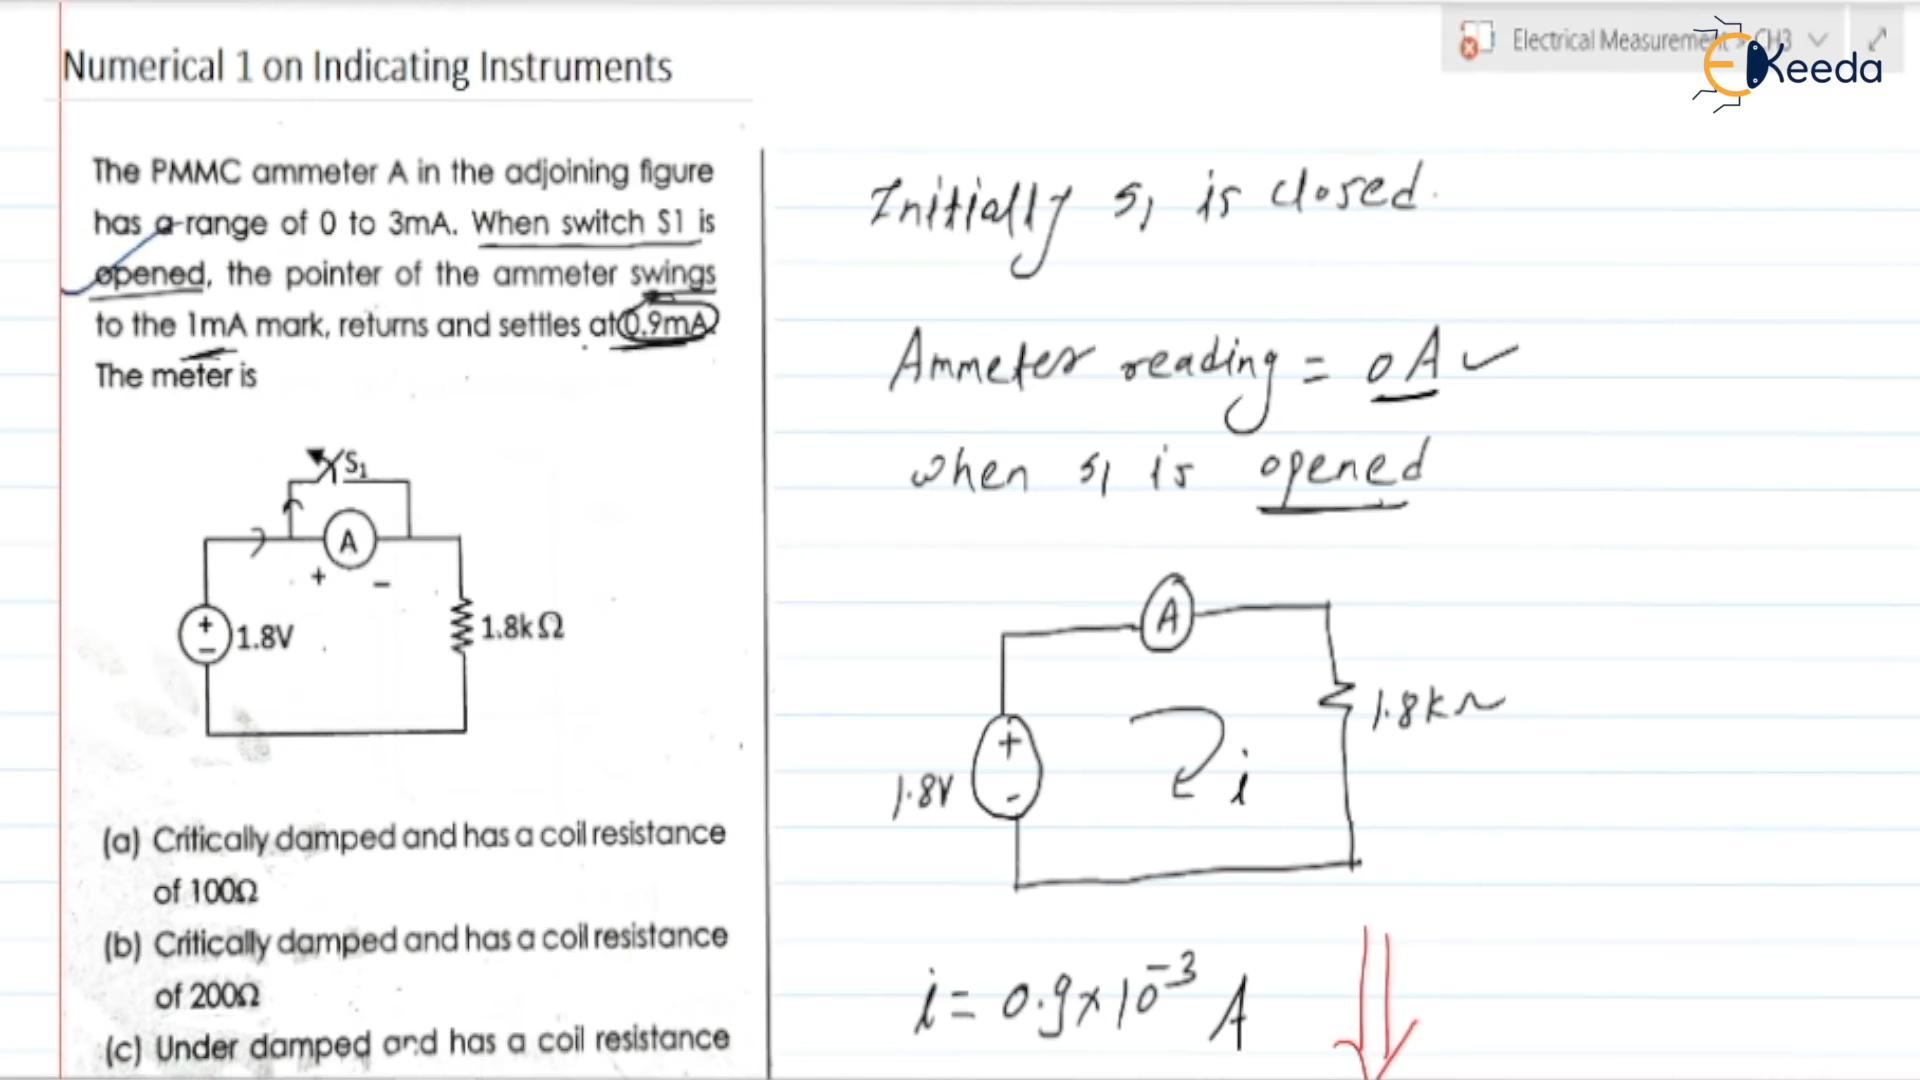 Numerical 1 on Indicating Instruments
Electrical Measurement > CH3
EKeeda
The PMMC ammeter A in the adjoining figure
has a range of 0 to 3mA. When switch S1 is
opened, the pointer of the ammeter swings
to the 1mA mark, returns and settles at 0.9mA.
The meter is
S1
A
+ -
+
-
1.8V
1.8kΩ
(a) Critically damped and has a coil resistance
of 100Ω
(b) Critically damped and has a coil resistance
of 200Ω
(c) Under damped and has a coil resistance
Initially S1 is closed.
Ammeter reading = 0A
when S1 is opened
A
1.8kΩ
+
-
1.8V
i
i = 0.9x10⁻³ A